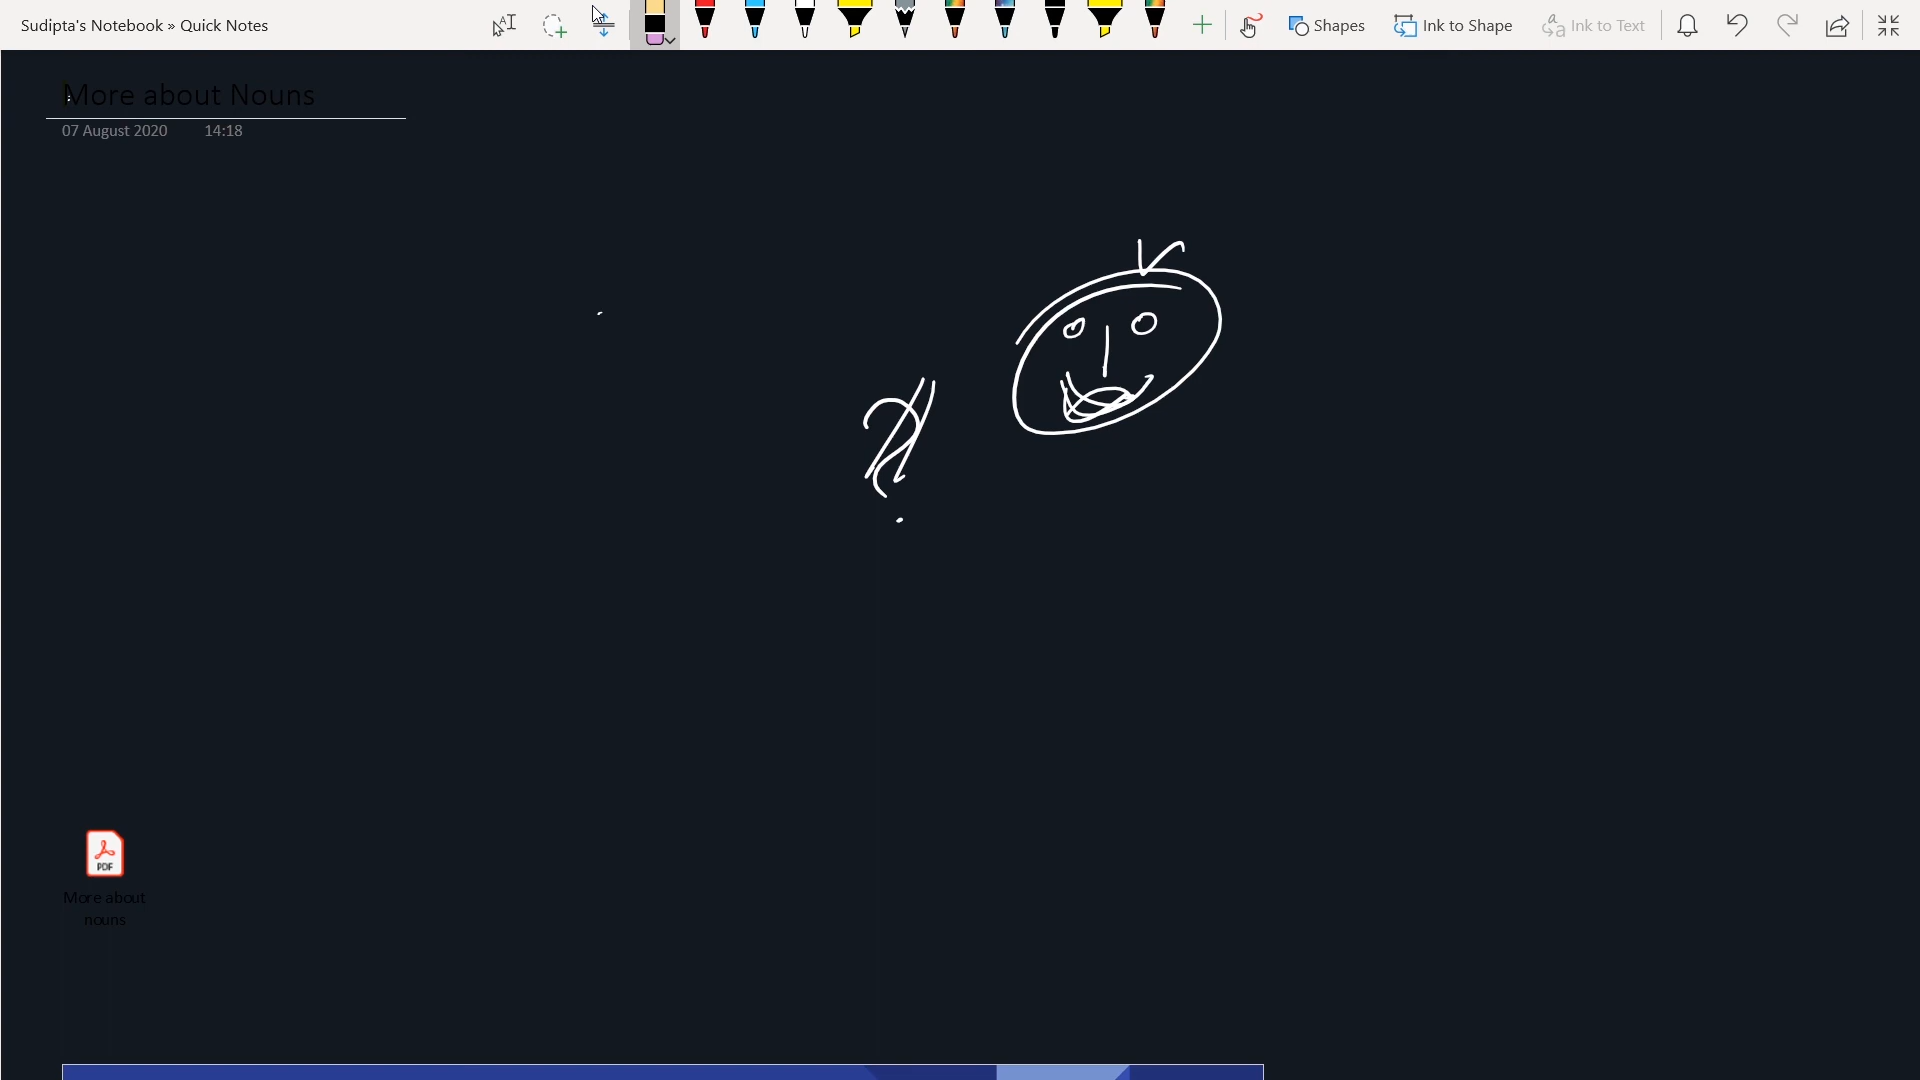 Sudipta's Notebook » Quick Notes
Shapes
Ink to Shape
Ink to Text
More about Nouns
07 August 2020 14:18
?
PDF
More about
nouns